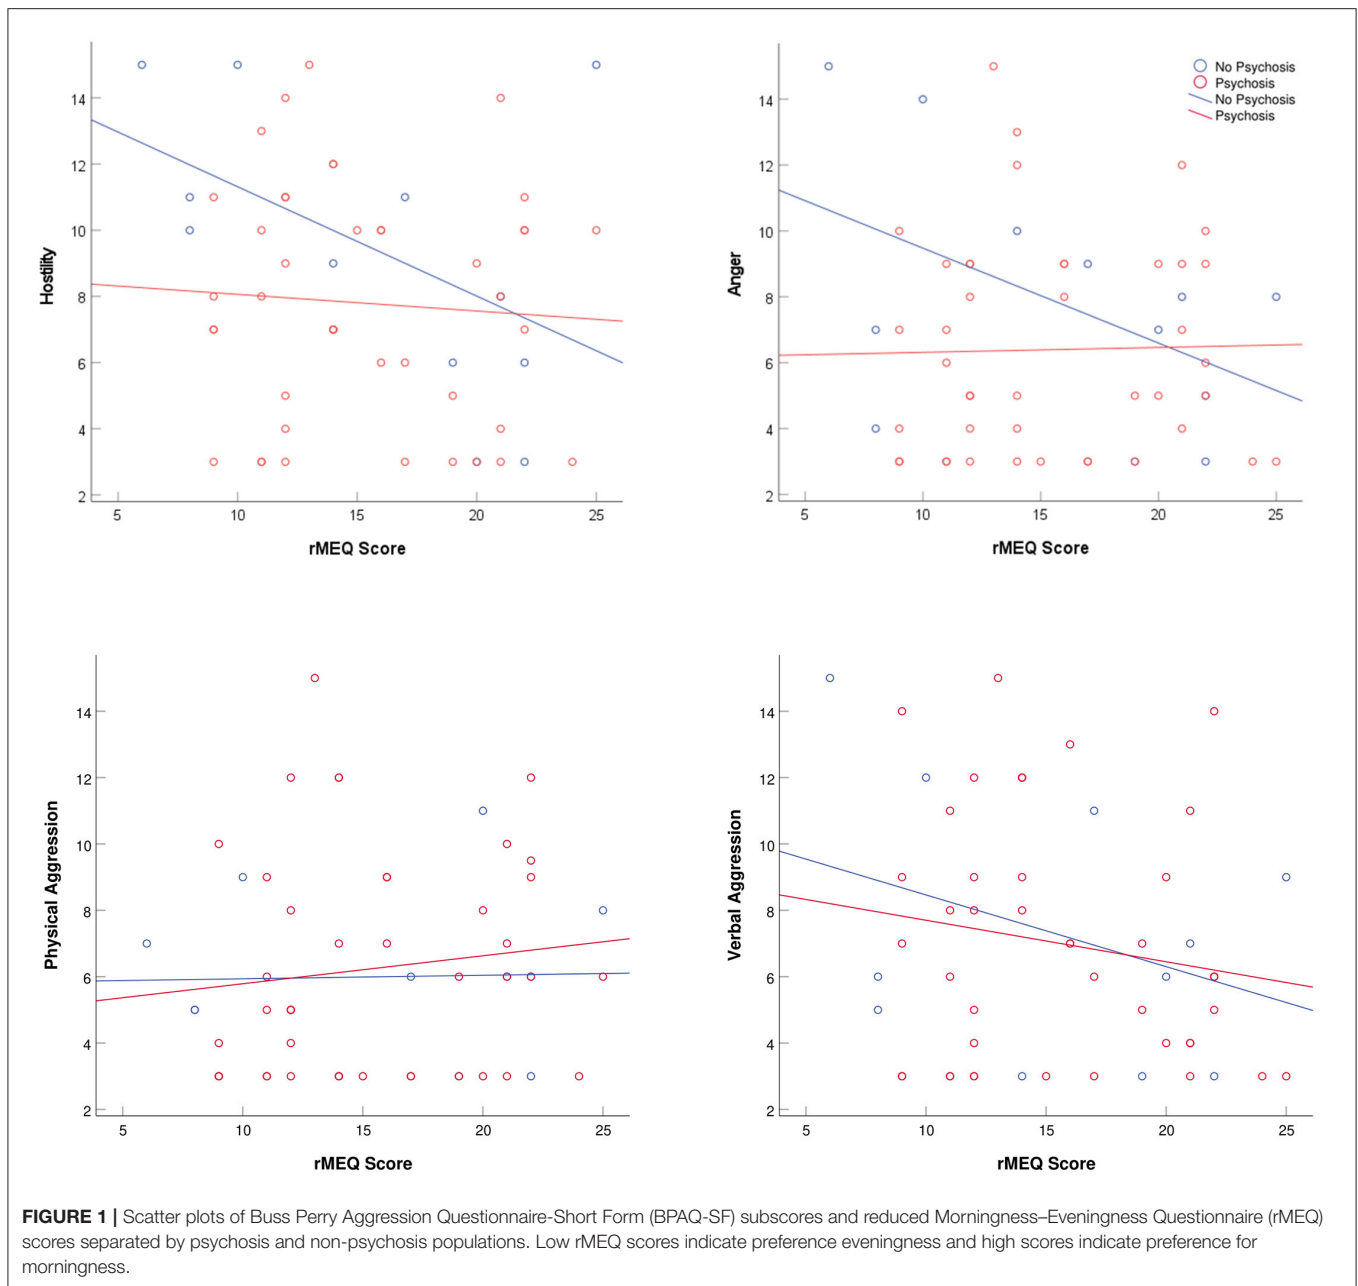 14
12
10
8
6
4
2
Hostility
5 10 15 20 25
rMEQ Score
No Psychosis
Psychosis
No Psychosis
Psychosis
14
12
10
8
6
4
2
Anger
5 10 15 20 25
rMEQ Score
14
12
10
8
6
4
2
Physical Aggression
5 10 15 20 25
rMEQ Score
14
12
10
8
6
4
2
Verbal Aggression
5 10 15 20 25
rMEQ Score
FIGURE 1 | Scatter plots of Buss Perry Aggression Questionnaire-Short Form (BPAQ-SF) subscores and reduced Morningness–Eveningness Questionnaire (rMEQ)
scores separated by psychosis and non-psychosis populations. Low rMEQ scores indicate preference eveningness and high scores indicate preference for
morningness.